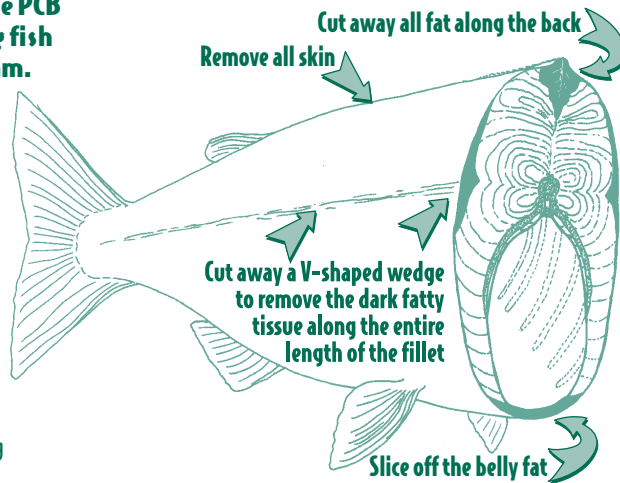 e PCB
fish
m.
Cut away all fat along the back
Remove all skin
Cut away a V-shaped wedge
to remove the dark fatty
tissue along the entire
length of the fillet
Slice off the belly fat